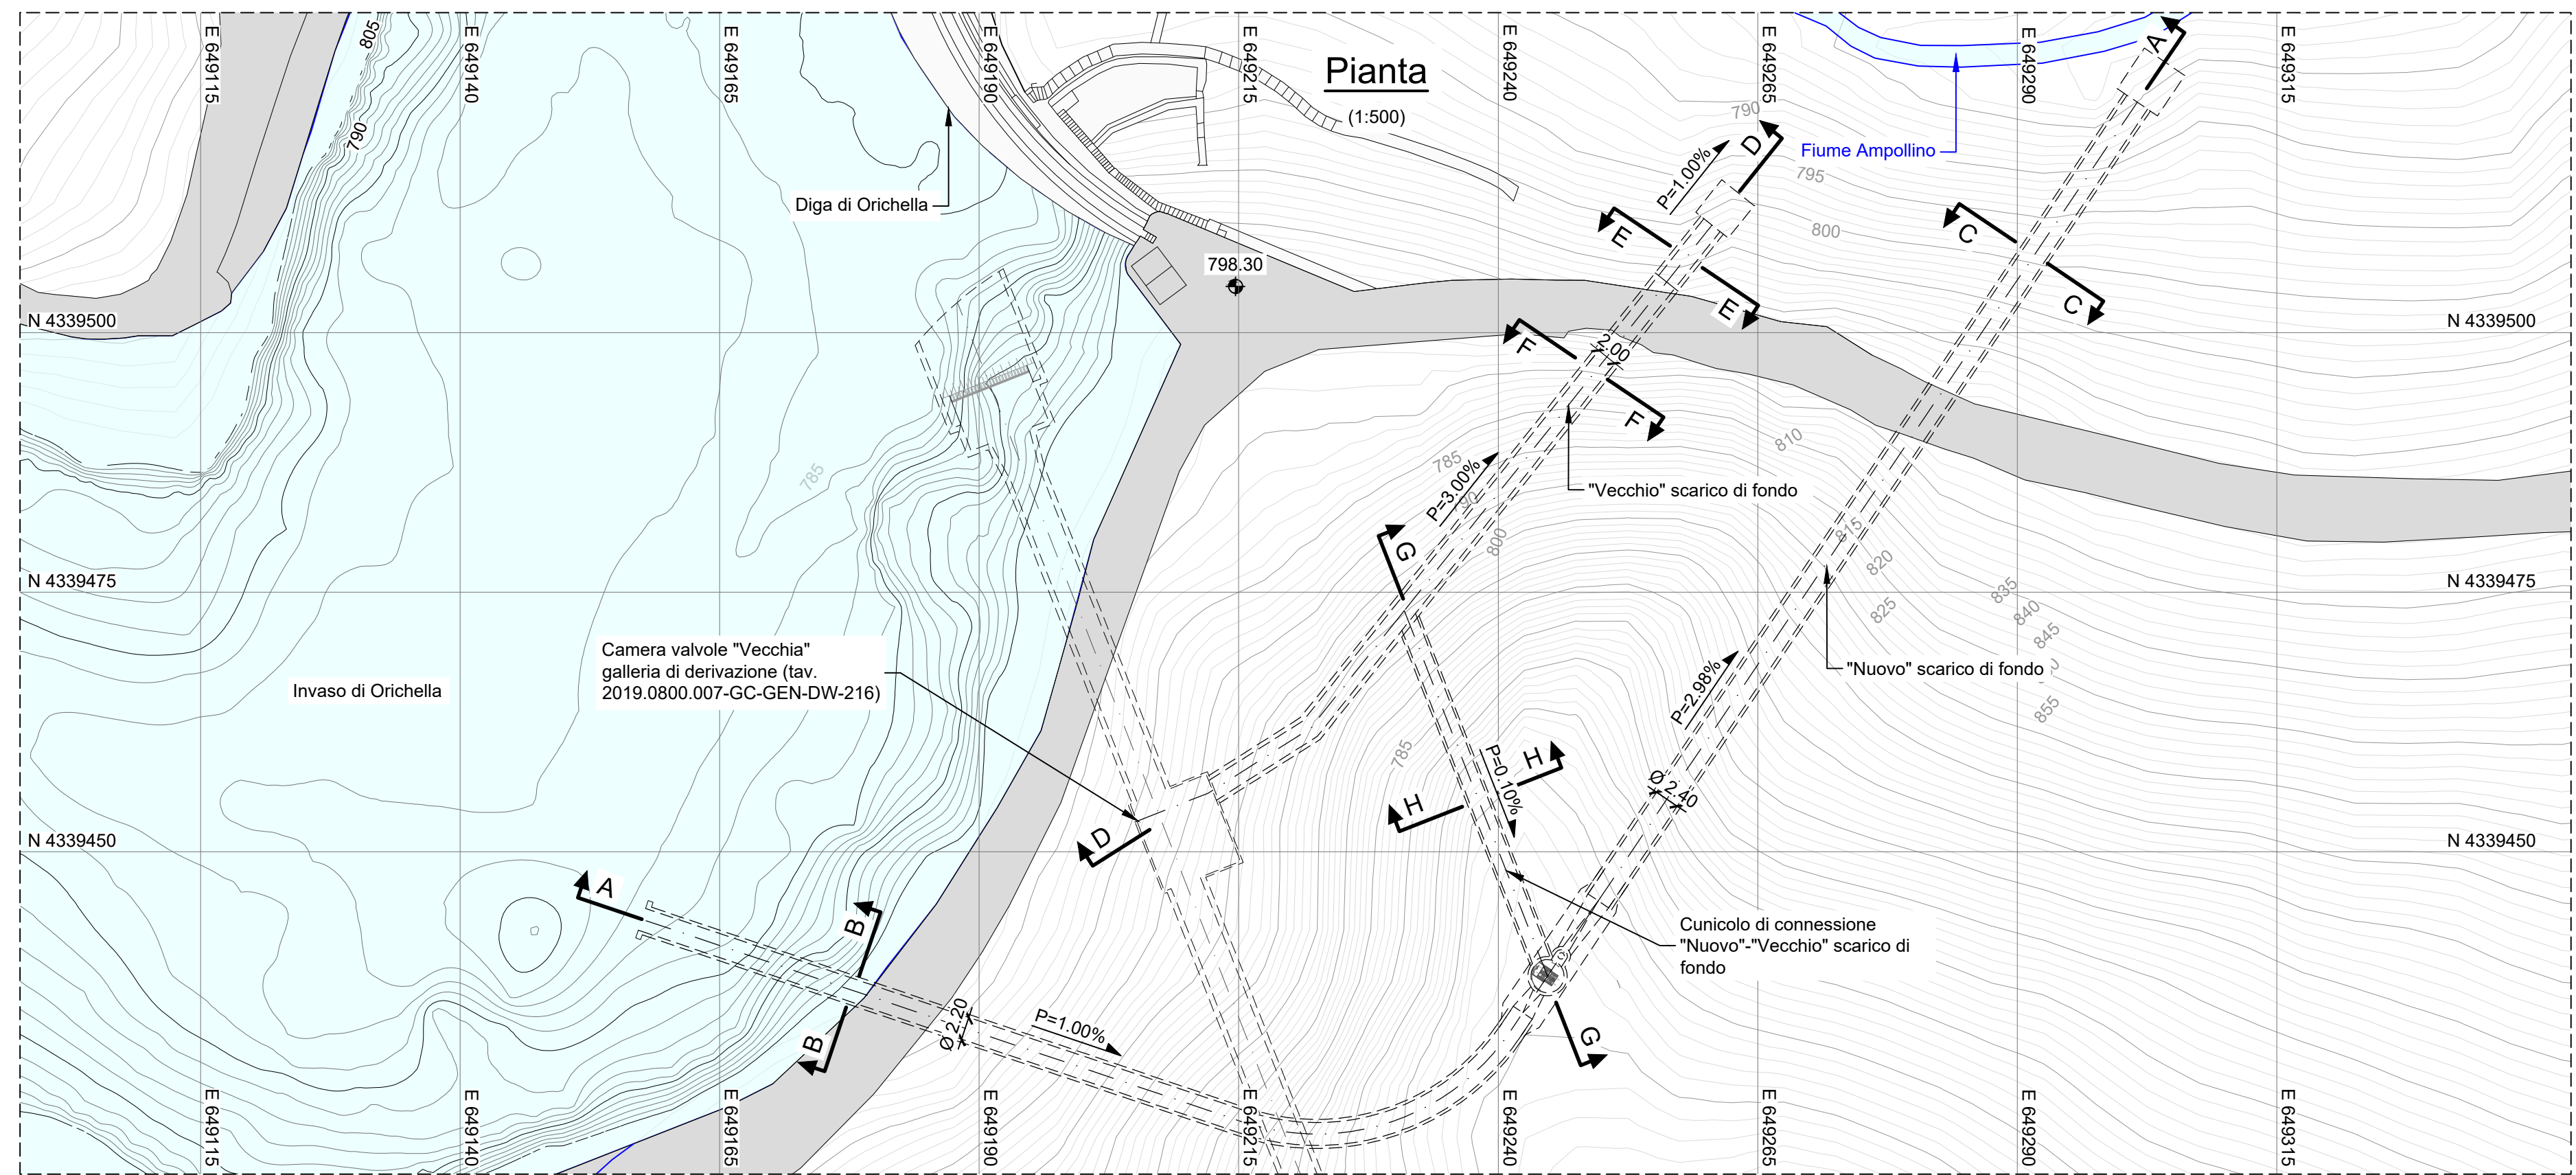 E 649115
E 649140
E 649165
E 649190
E 649215
E 649240
E 649265
E 649290
E 649315
805
790
Pianta
(1:500)
A
790
D
P=1.00%
Fiume Ampollino
795
Diga di Orichella
800
E
C
798.30
E
C
N 4339500
N 4339500
F
2.00
F
810
785
785
P=3.00%
790
"Vecchio" scarico di fondo
800
815
G
820
N 4339475
N 4339475
825
835
840
845
Camera valvole "Vecchia"
galleria di derivazione (tav.
2019.0800.007-GC-GEN-DW-216)
"Nuovo" scarico di fondo
Invaso di Orichella
P=2.98%
855
785
P=0.10%
H
H
Ø 2.40
D
N 4339450
N 4339450
A
B
Cunicolo di connessione
"Nuovo"-"Vecchio" scarico di
fondo
Ø 2.20
P=1.00%
B
G
E 649115
E 649140
E 649165
E 649190
E 649215
E 649240
E 649265
E 649290
E 649315